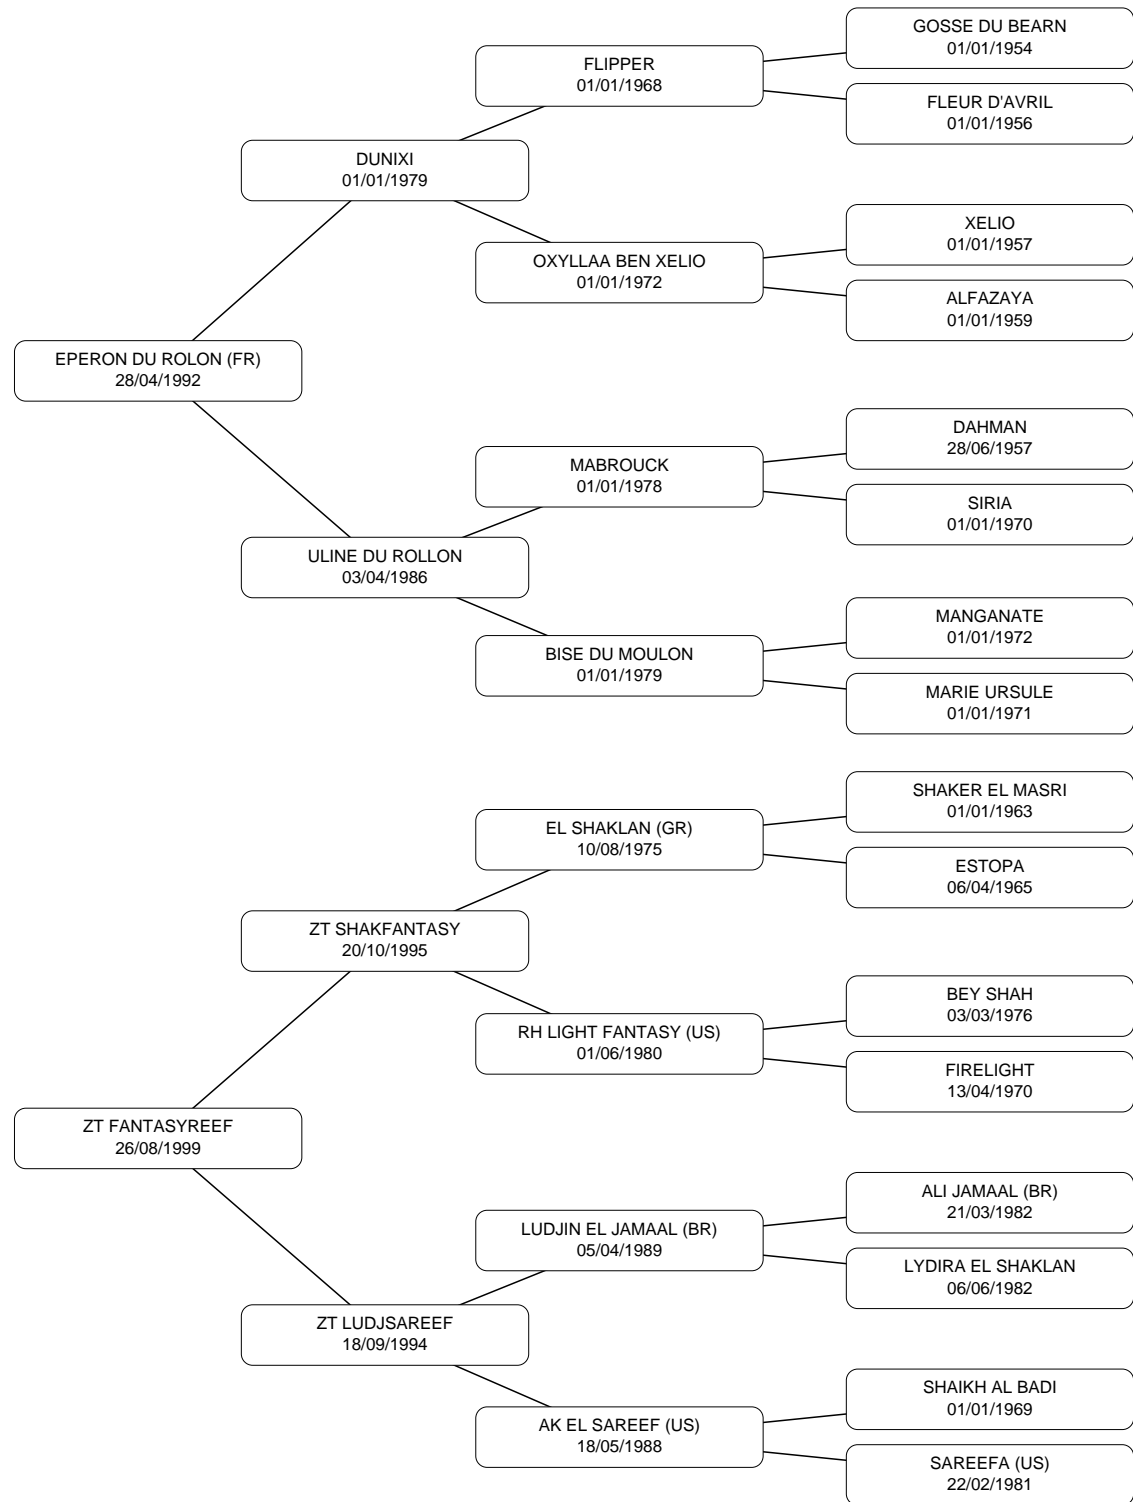 GOSSE DU BEARN
01/01/1954
FLIPPER
01/01/1968
FLEUR D'AVRIL
01/01/1956
DUNIXI
01/01/1979
XELIO
01/01/1957
OXYLLAA BEN XELIO
01/01/1972
ALFAZAYA
01/01/1959
EPERON DU ROLON (FR)
28/04/1992
DAHMAN
28/06/1957
MABROUCK
01/01/1978
SIRIA
01/01/1970
ULINE DU ROLLON
03/04/1986
MANGANATE
01/01/1972
BISE DU MOULON
01/01/1979
MARIE URSULE
01/01/1971
SHAKER EL MASRI
01/01/1963
EL SHAKLAN (GR)
10/08/1975
ESTOPA
06/04/1965
ZT SHAKFANTASY
20/10/1995
BEY SHAH
03/03/1976
RH LIGHT FANTASY (US)
01/06/1980
FIRELIGHT
13/04/1970
ZT FANTASYREEF
26/08/1999
ALI JAMAAL (BR)
21/03/1982
LUDJIN EL JAMAAL (BR)
05/04/1989
LYDIRA EL SHAKLAN
06/06/1982
ZT LUDJSAREEF
18/09/1994
SHAIKH AL BADI
01/01/1969
AK EL SAREEF (US)
18/05/1988
SAREEFA (US)
22/02/1981